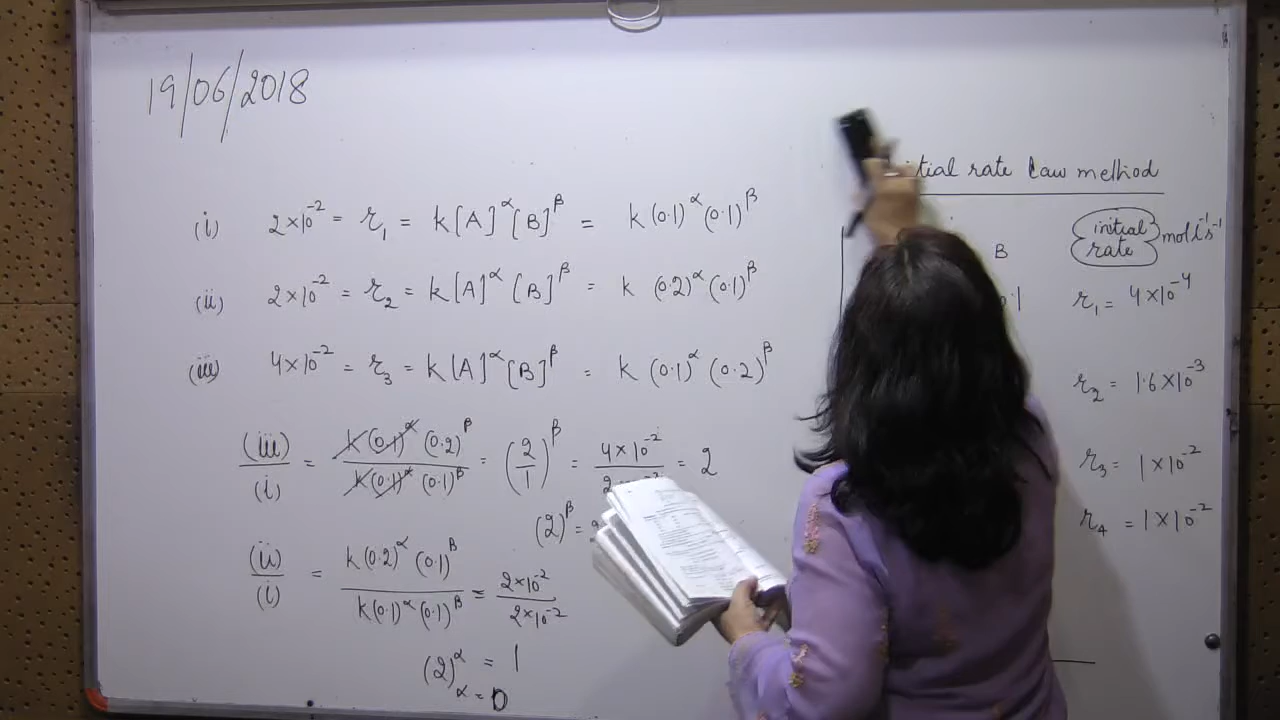 19/06/2018
(i) 2×10⁻² = r₁ = k[A]^α[B]^β = k(0.1)^α(0.1)^β
(ii) 2×10⁻² = r₂ = k[A]^α[B]^β = k (0.2)^α(0.1)^β
(iii) 4×10⁻² = r₃ = k[A]^α[B]^β = k (0.1)^α (0.2)^β
(iii)/(i) = k(0.1)^α (0.2)^β / k(0.1)^α (0.1)^β = (2/1)^β = 4×10⁻² / = 2
(2)^β =
(ii)/(i) = k(0.2)^α (0.1)^β / k(0.1)^α (0.1)^β = 2×10⁻² / 2×10⁻²
(2)^α = 1
α = 0
rate law method
B initial rate mol l⁻¹ s⁻¹
r₁ = 4×10⁻⁴
r₂ = 1.6×10⁻³
r₃ = 1×10⁻²
r₄ = 1×10⁻²